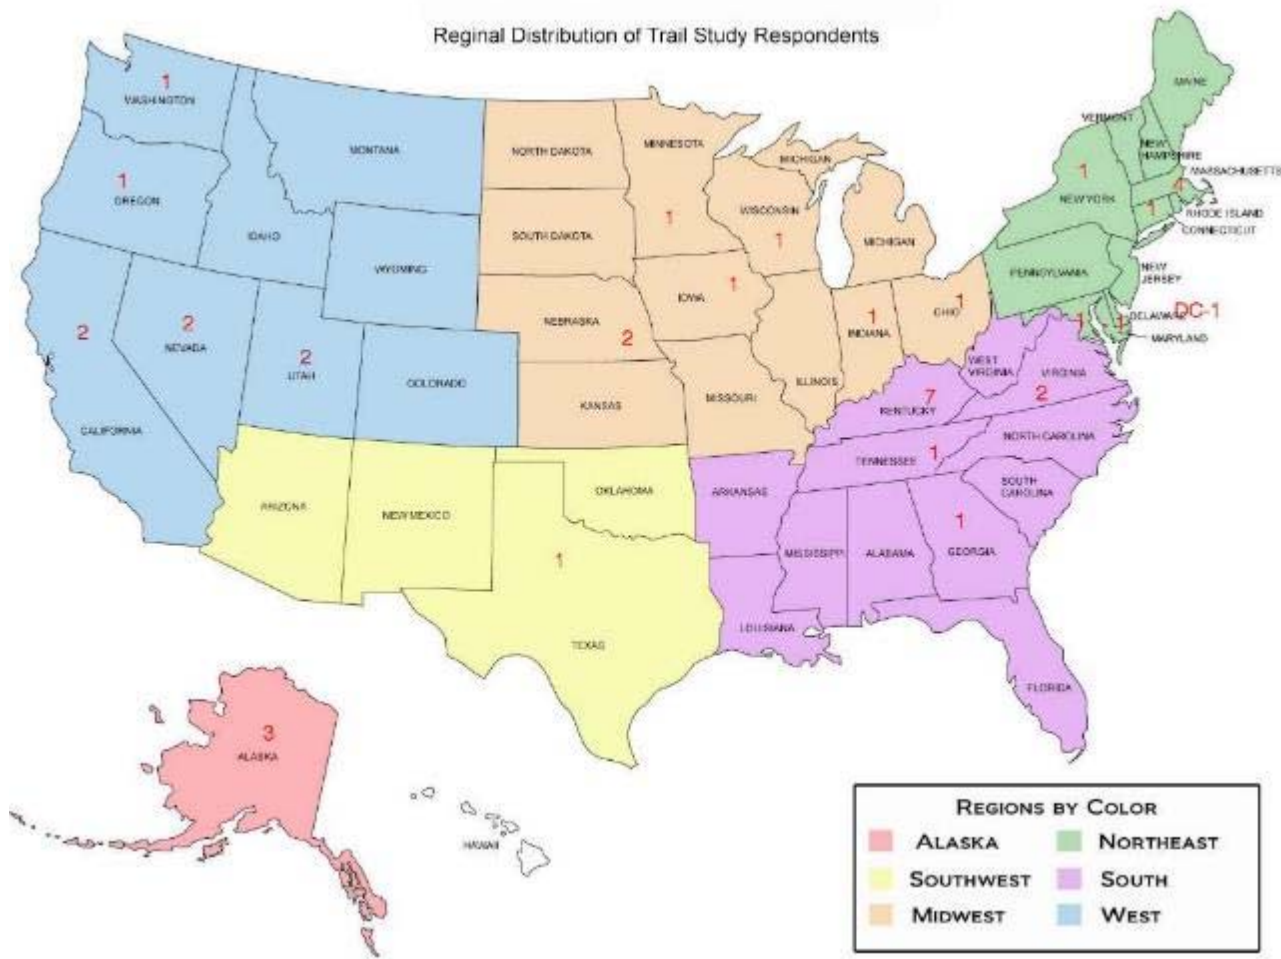 Reginal Distribution of Trail Study Respondents
MAINE
1
WASHINGTON
VERMONT
NEW
HAMPSHIRE
MONTANA
NORTH DAKOTA
MINNESOTA
MICHIGAN
MASSACHUSETTS
1
4
1
OREGON
NEW YORK
1
RHODE ISLAND
CONNECTICUT
IDAHO
SOUTH DAKOTA
1
WISCONSIN
1
MICHIGAN
WYOMING
PENNSYLVANIA
NEW
JERSEY
IOWA
1
2
2
NEVADA
2
UTAH
NEBRASKA
2
1
INDIANA
1
OHIO
1
1
DELAWARE
DC-1
MARYLAND
COLORADO
KANSAS
MISSOURI
ILLINOIS
WEST
VIRGINIA
VIRGINIA
7
KENTUCKY
2
CALIFORNIA
TENNESSEE
1
NORTH CAROLINA
ARIZONA
NEW MEXICO
OKLAHOMA
ARKANSAS
SOUTH
CAROLINA
1
TEXAS
MISSISSIPPI
ALABAMA
1
GEORGIA
LOUISIANA
FLORIDA
3
ALASKA
HAWAII
REGIONS BY COLOR
ALASKA
NORTHEAST
SOUTHWEST
SOUTH
MIDWEST
WEST